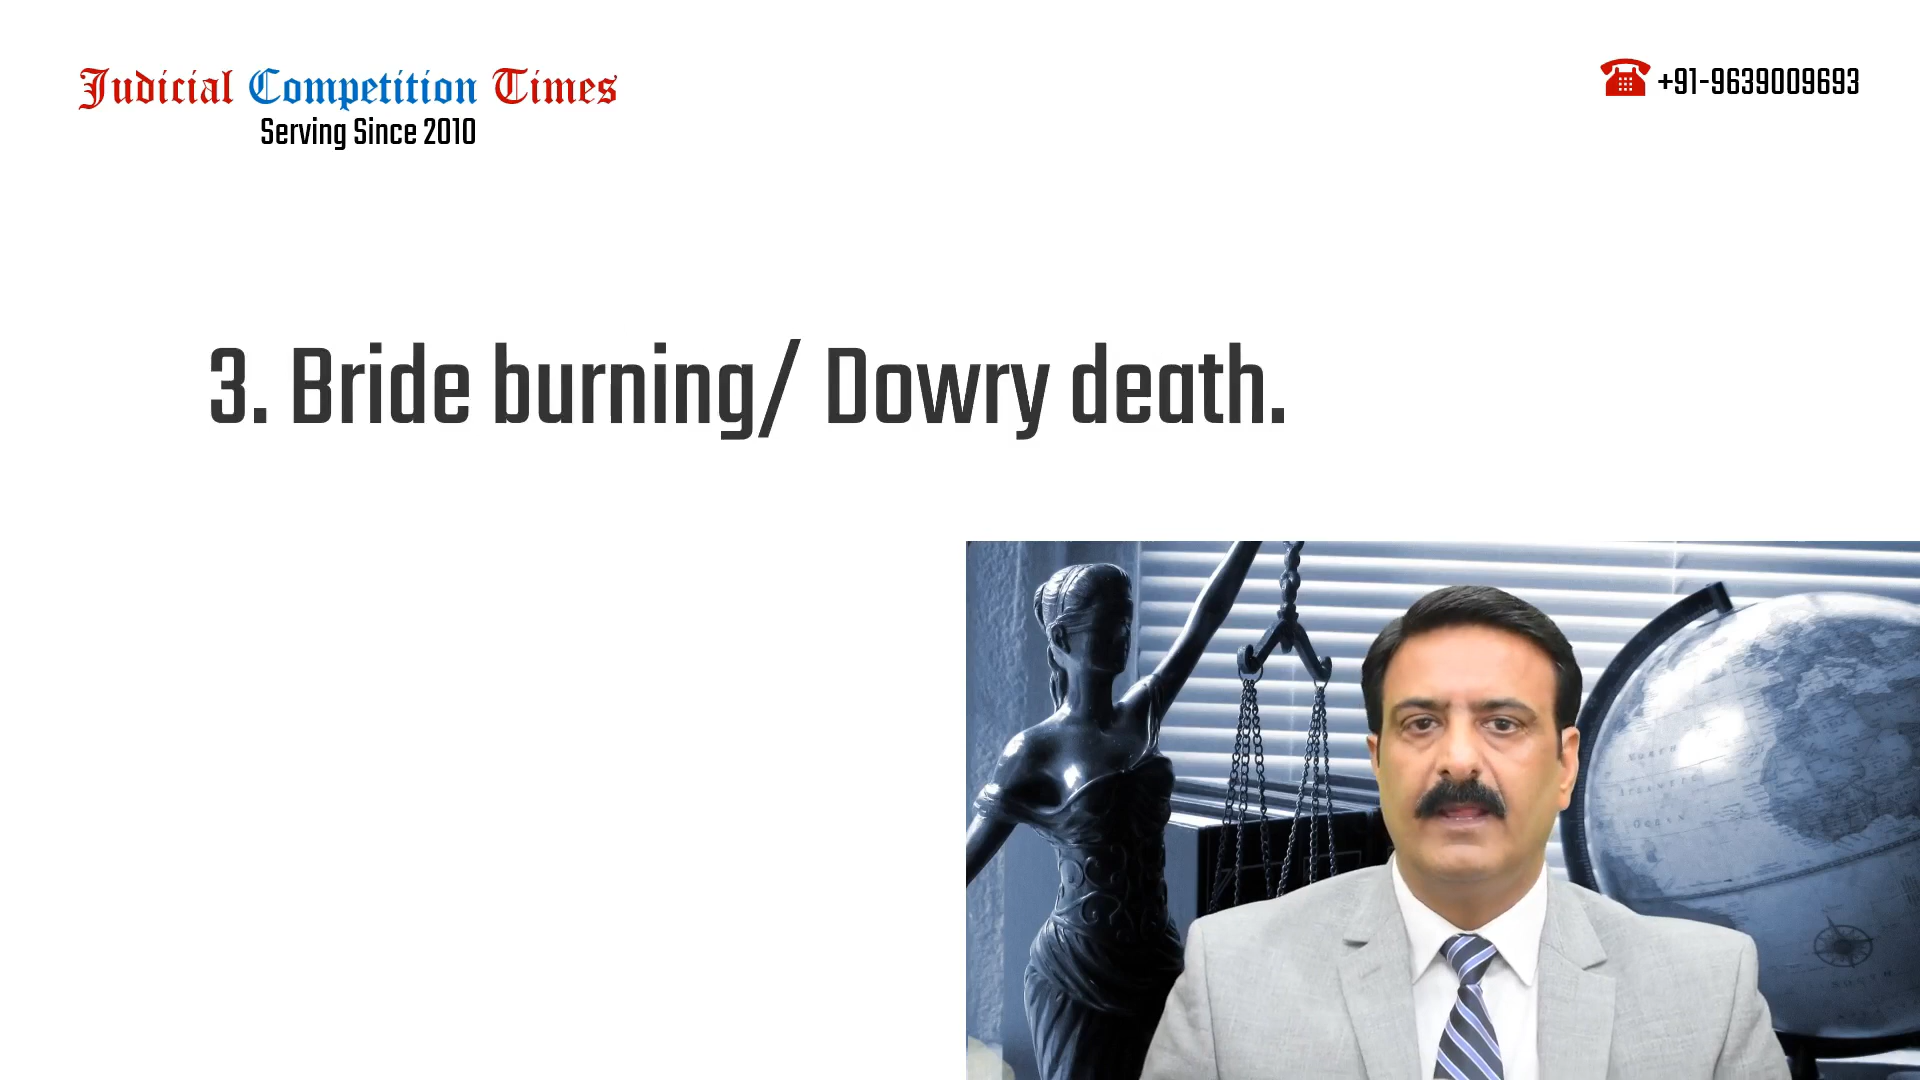 Judicial Competition Times
Serving Since 2010
+91-9639009693
3. Bride burning/ Dowry death.